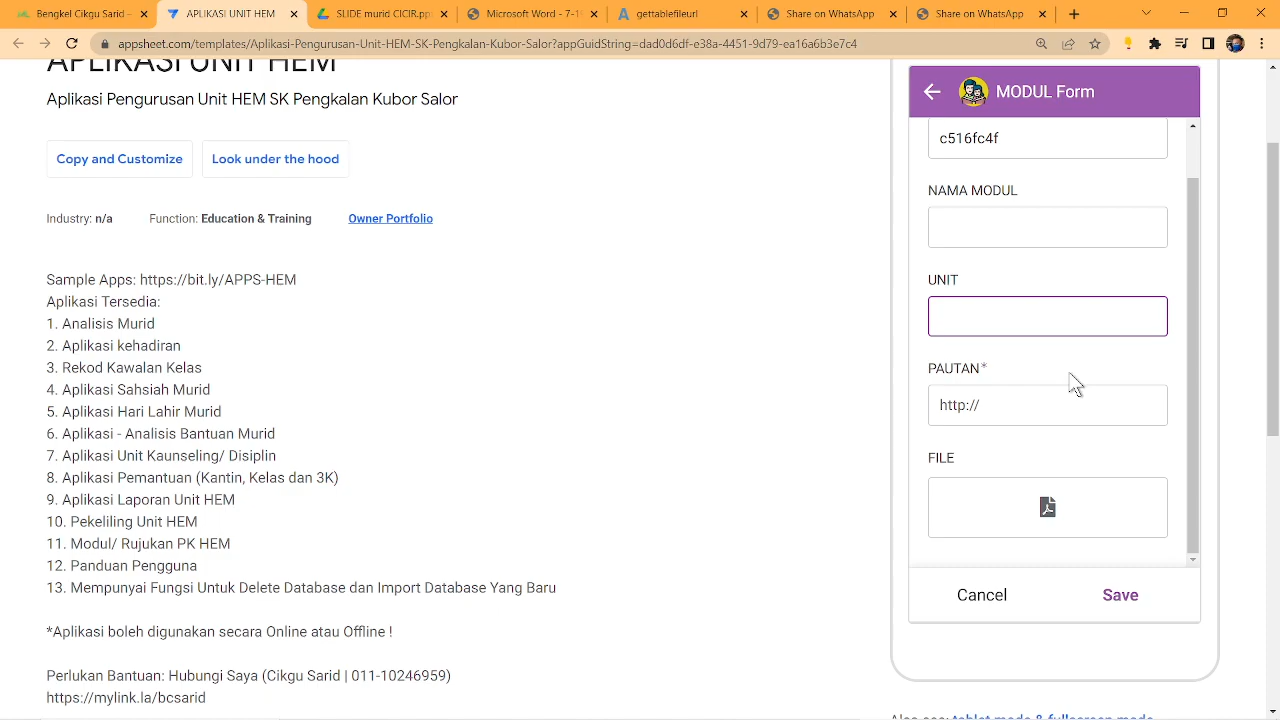 Bengkel Cikgu Sarid -
APLIKASI UNIT HEM
SLIDE murid CICIR.pp
Microsoft Word - 7-1
gettablefileurl
Share on WhatsApp
Share on WhatsApp
appsheet.com/templates/Aplikasi-Pengurusan-Unit-HEM-SK-Pengkalan-Kubor-Salor?appGuidString=dad0d6df-e38a-4451-9d79-ea16a6b3e7c4
APLIKASI UNIT HEM
Aplikasi Pengurusan Unit HEM SK Pengkalan Kubor Salor
Copy and Customize
Look under the hood
Industry: n/a
Function: Education & Training
Owner Portfolio
Sample Apps: https://bit.ly/APPS-HEM
Aplikasi Tersedia:
1. Analisis Murid
2. Aplikasi kehadiran
3. Rekod Kawalan Kelas
4. Aplikasi Sahsiah Murid
5. Aplikasi Hari Lahir Murid
6. Aplikasi - Analisis Bantuan Murid
7. Aplikasi Unit Kaunseling/ Disiplin
8. Aplikasi Pemantuan (Kantin, Kelas dan 3K)
9. Aplikasi Laporan Unit HEM
10. Pekeliling Unit HEM
11. Modul/ Rujukan PK HEM
12. Panduan Pengguna
13. Mempunyai Fungsi Untuk Delete Database dan Import Database Yang Baru
*Aplikasi boleh digunakan secara Online atau Offline !
Perlukan Bantuan: Hubungi Saya (Cikgu Sarid | 011-10246959)
https://mylink.la/bcsarid
MODUL Form
c516fc4f
NAMA MODUL
UNIT
PAUTAN*
http://
FILE
Cancel
Save
Also see: tablet mode & fullscreen mode